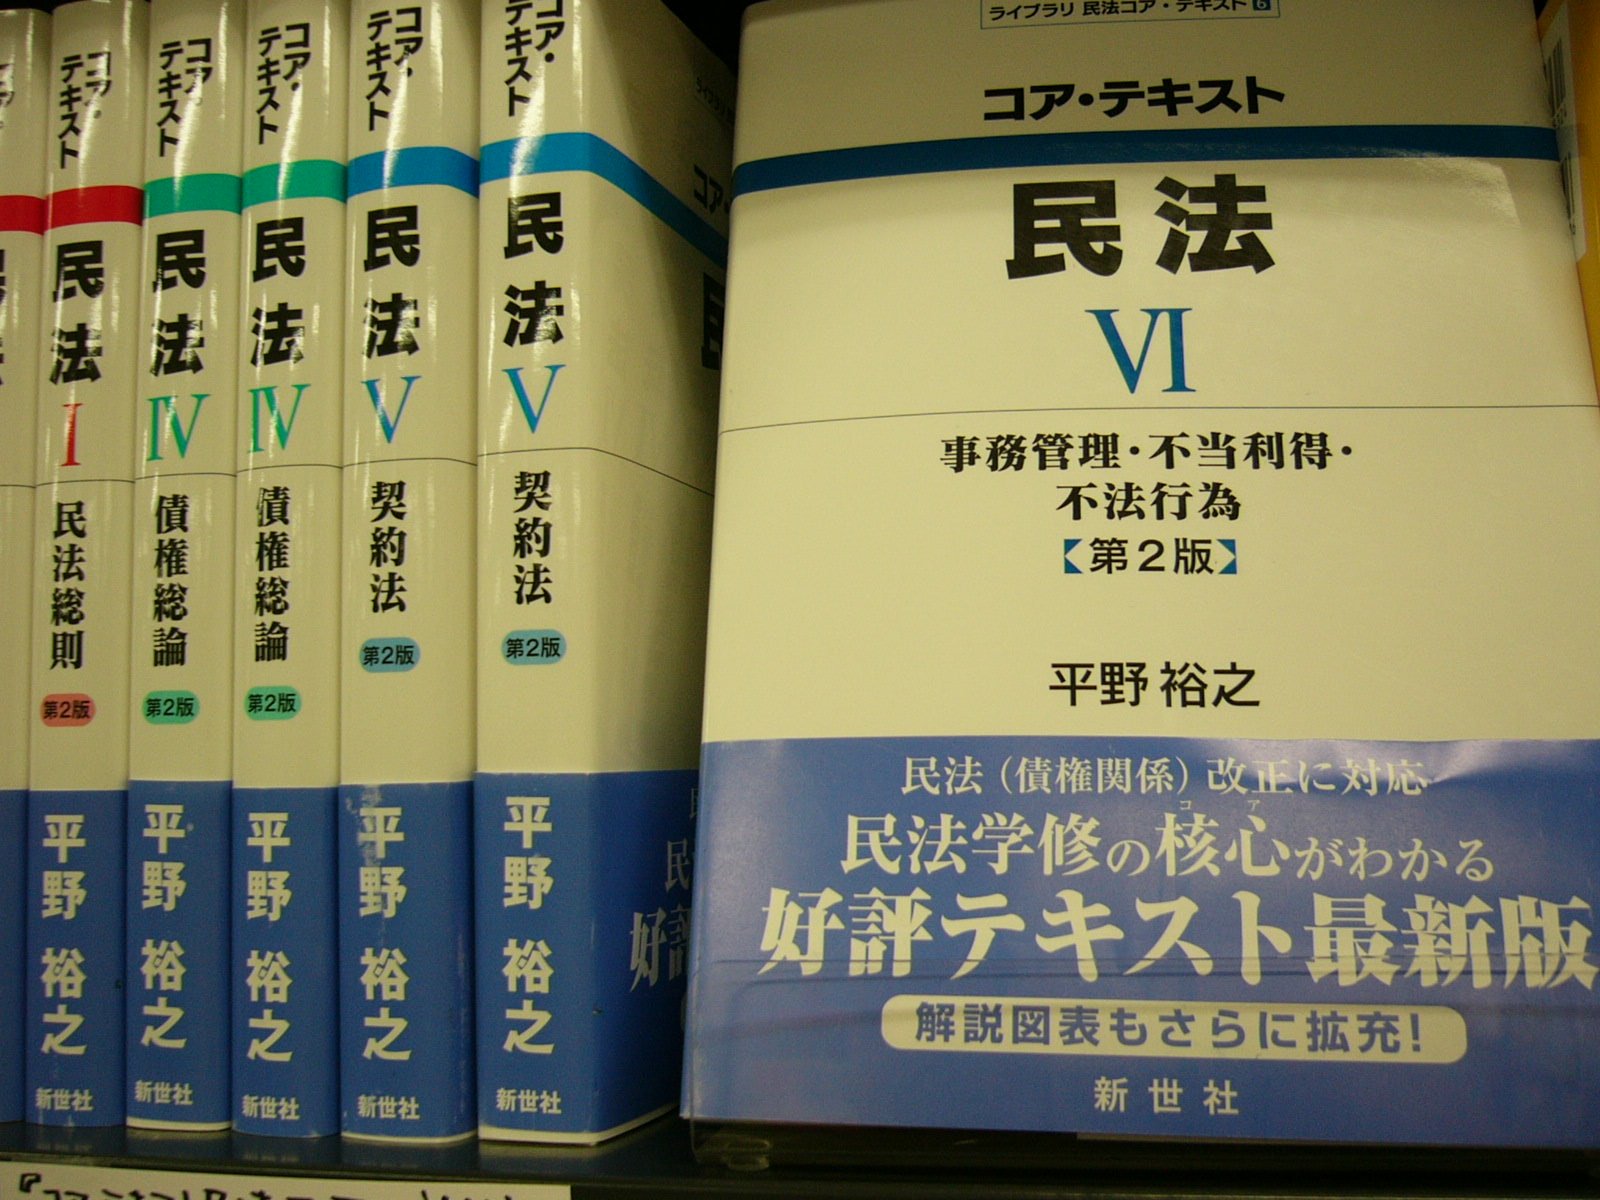 コア・
テキスト
民法
I
民法総則
第2版
平野裕之
新世社
コア・
テキスト
民法
IV
債権総論
第2版
平野裕之
新世社
コア・
テキスト
民法
IV
債権総論
第2版
平野裕之
新世社
コア・
テキスト
民法
V
契約法
第2版
平野裕之
新世社
コア・
テキスト
民法
V
契約法
第2版
平野裕之
新世社
ライブラリ 民法コア・テキスト 6
コア・テキスト
民法
VI
事務管理・不当利得・
不法行為
【第2版】
平野 裕之
民法（債権関係）改正に対応
コア
民法学修の核心がわかる
好評テキスト最新版
解説図表もさらに拡充！
新世社